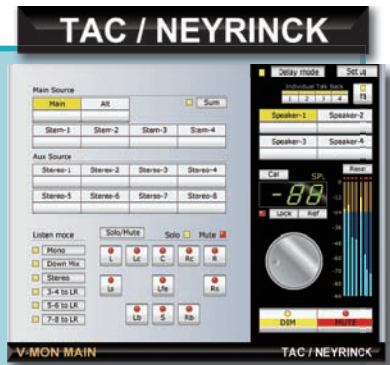 TAC / NEYRINCK
Delay mode
Set up
Main Source
Individual Talk Back
Main
Alt
Sum
1 2 3 4
TB
Speaker-1
Speaker-2
Stem-1
Stem-2
Stem-3
Stem-4
Speaker-3
Speaker-4
Aux Source
Stereo-1
Stereo-2
Stereo-3
Stereo-4
Cal
SPL
Reset
Stereo-5
Stereo-6
Stereo-7
Stereo-8
-88
Lock
Ref
Listen mode
Solo/Mute
Solo
Mute
Mono
Down Mix
Stereo
3-4 to LR
5-6 to LR
7-8 to LR
L
Lc
C
Rc
R
Ls
Lfe
Rs
Lb
S
Rb
DIM
MUTE
V-MON MAIN
TAC / NEYRINCK